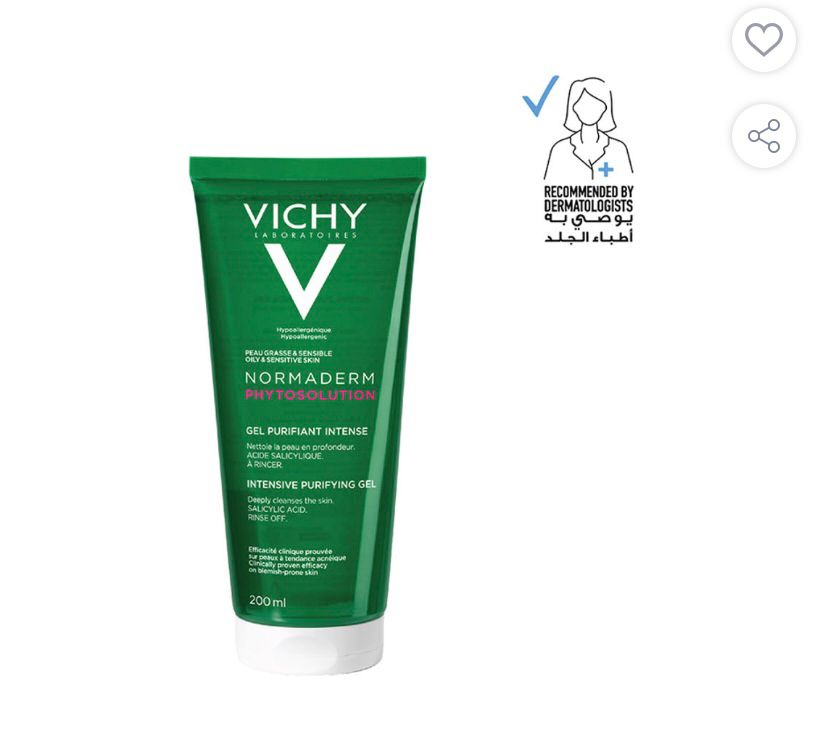 VICHY
LABORATOIRES
V
Hypoallergénique
Hypoallergenic
PEAU GRASSE & SENSIBLE
OILY & SENSITIVE SKIN
NORMADERM
PHYTOSOLUTION
GEL PURIFIANT INTENSE
Nettoie la peau en profondeur.
ACIDE SALICYLIQUE.
À RINCER.
INTENSIVE PURIFYING GEL
Deeply cleanses the skin.
SALICYLIC ACID.
RINSE OFF.
Efficacité clinique prouvée
sur peaux à tendance acnéique
Clinically proven efficacy
on blemish-prone skin
200 ml
RECOMMENDED BY
DERMATOLOGISTS
يوصي به
أطباء الجلد